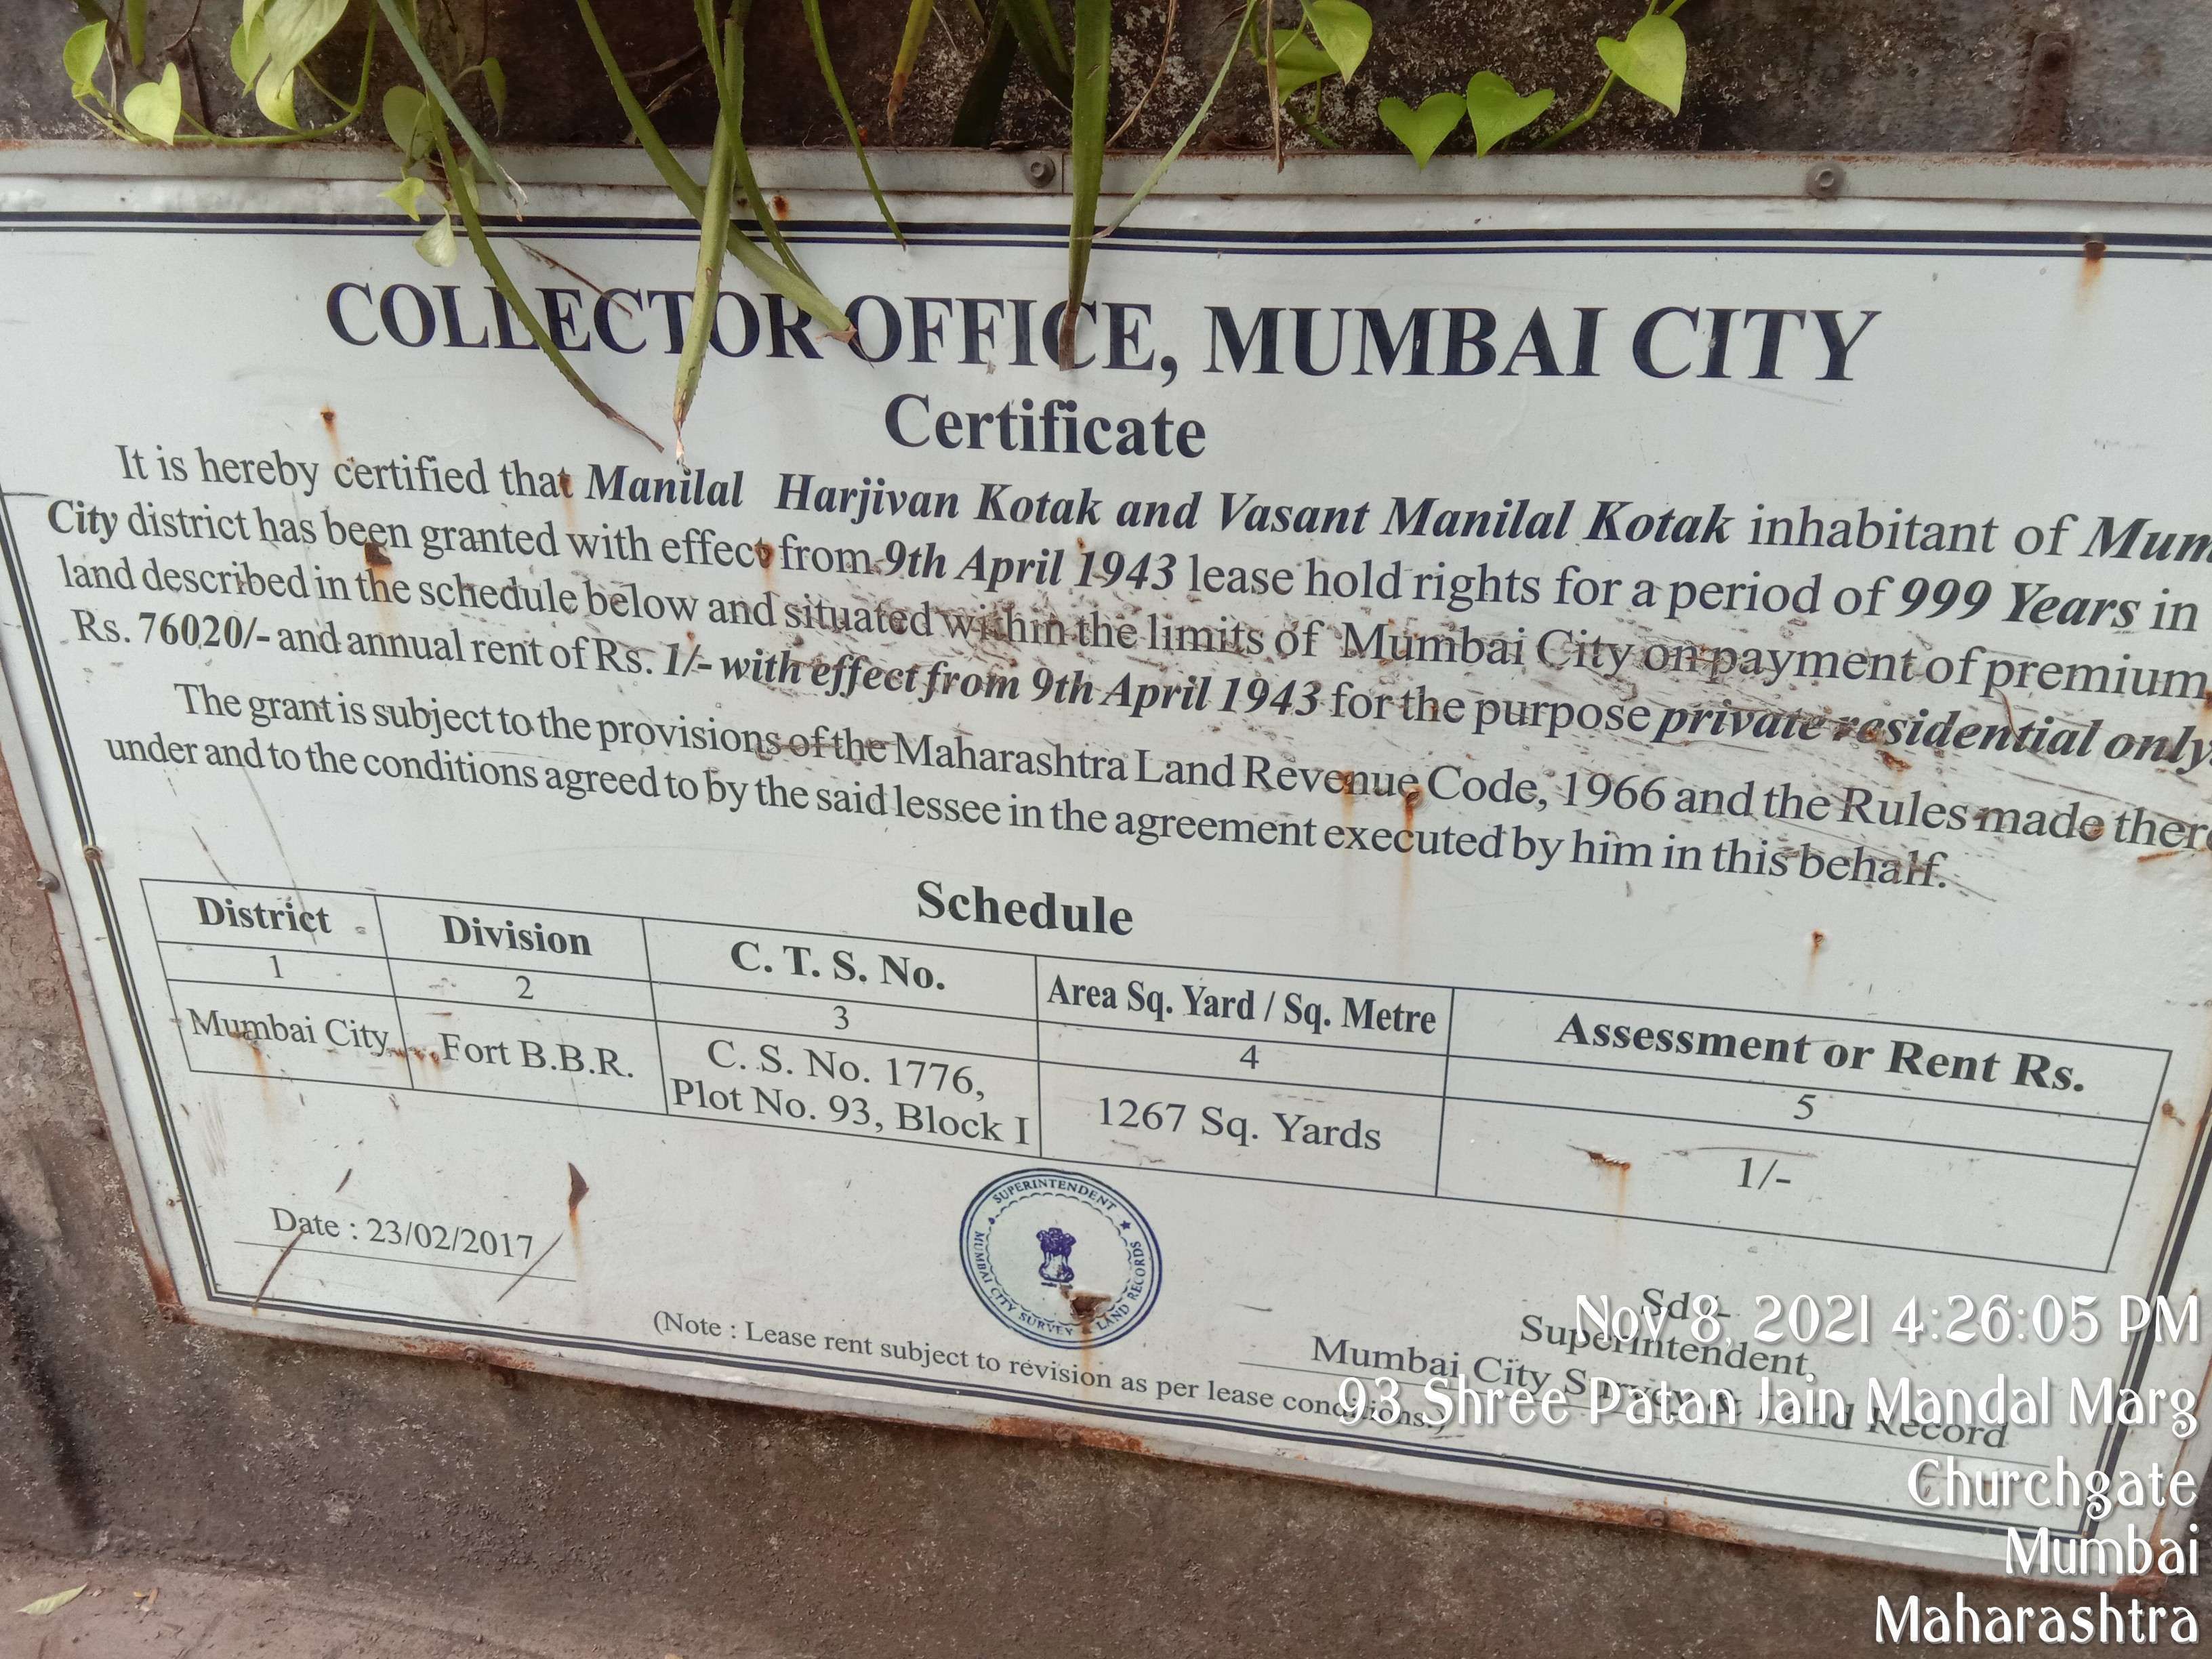 COLLECTOR OFFICE, MUMBAI CITY
Certificate
It is hereby certified that Manilal Harjivan Kotak and Vasant Manilal Kotak inhabitant of Mum
City district has been granted with effect from 9th April 1943 lease hold rights for a period of 999 Years in
land described in the schedule below and situated within the limits of Mumbai City on payment of premium
Rs. 76020/- and annual rent of Rs. 1/- with effect from 9th April 1943 for the purpose private residential only.
The grant is subject to the provisions of the Maharashtra Land Revenue Code, 1966 and the Rules made there
under and to the conditions agreed to by the said lessee in the agreement executed by him in this behalf.
Schedule
District Division C. T. S. No. Area Sq. Yard / Sq. Metre Assessment or Rent Rs.
1 2 3 4 5
Mumbai City Fort B.B.R. C. S. No. 1776, 1267 Sq. Yards 1/-
Plot No. 93, Block I
Date : 23/02/2017
SUPERINTENDENT
MUMBAI CITY SURVEY LAND RECORDS
Sd/-
Superintendent,
Mumbai City Survey & Land Record
(Note : Lease rent subject to revision as per lease conditions.)
Nov 8, 2021 4:26:05 PM
93 Shree Patan Jain Mandal Marg
Churchgate
Mumbai
Maharashtra